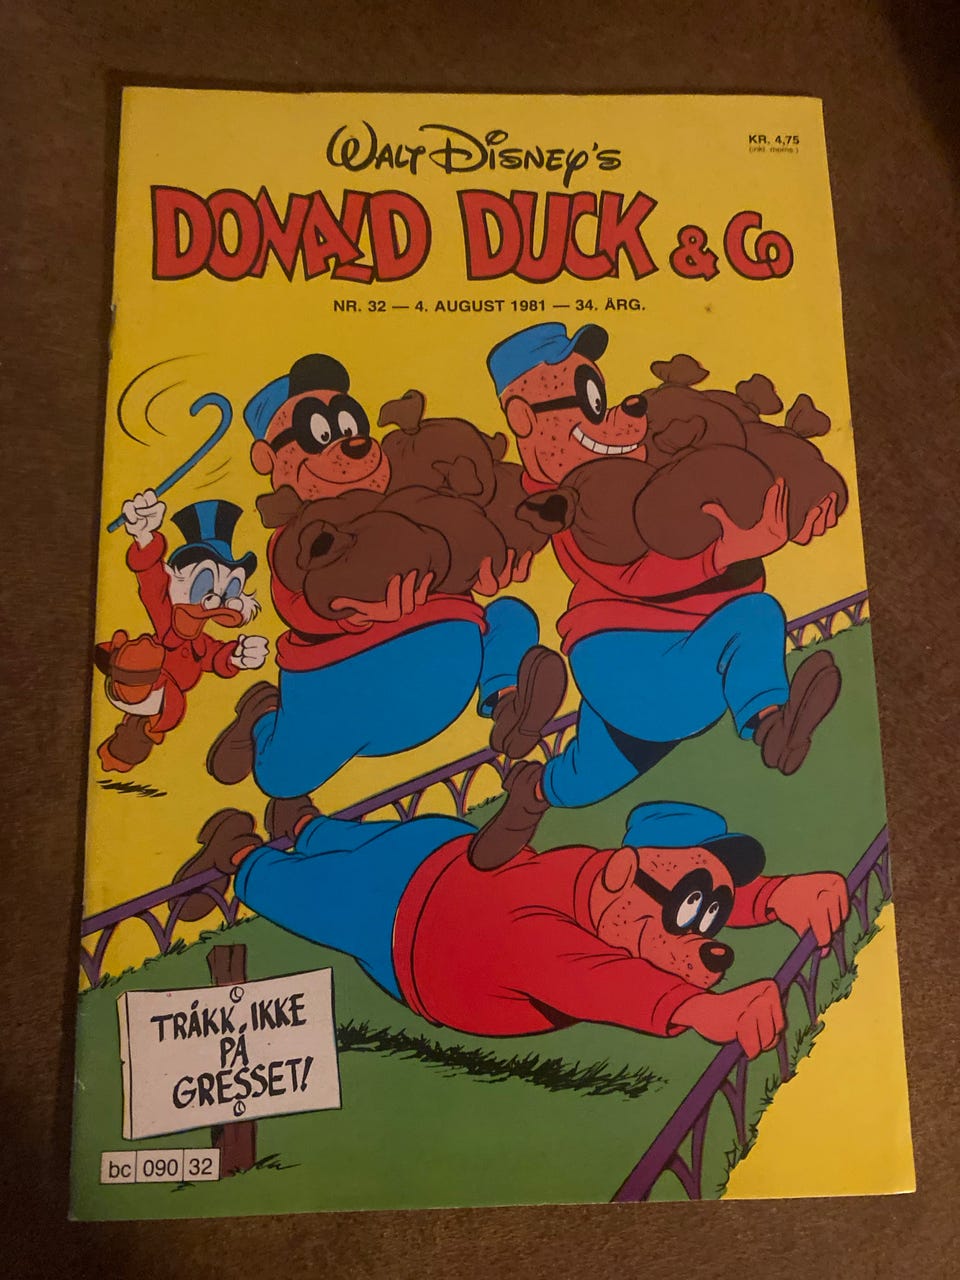 WALT DISNEY'S
KR. 4,75
(inkl. moms.)
DONALD DUCK & CO
NR. 32 — 4. AUGUST 1981 — 34. ÅRG.
TRÅKK IKKE
PÅ
GRESSET!
bc 090 32